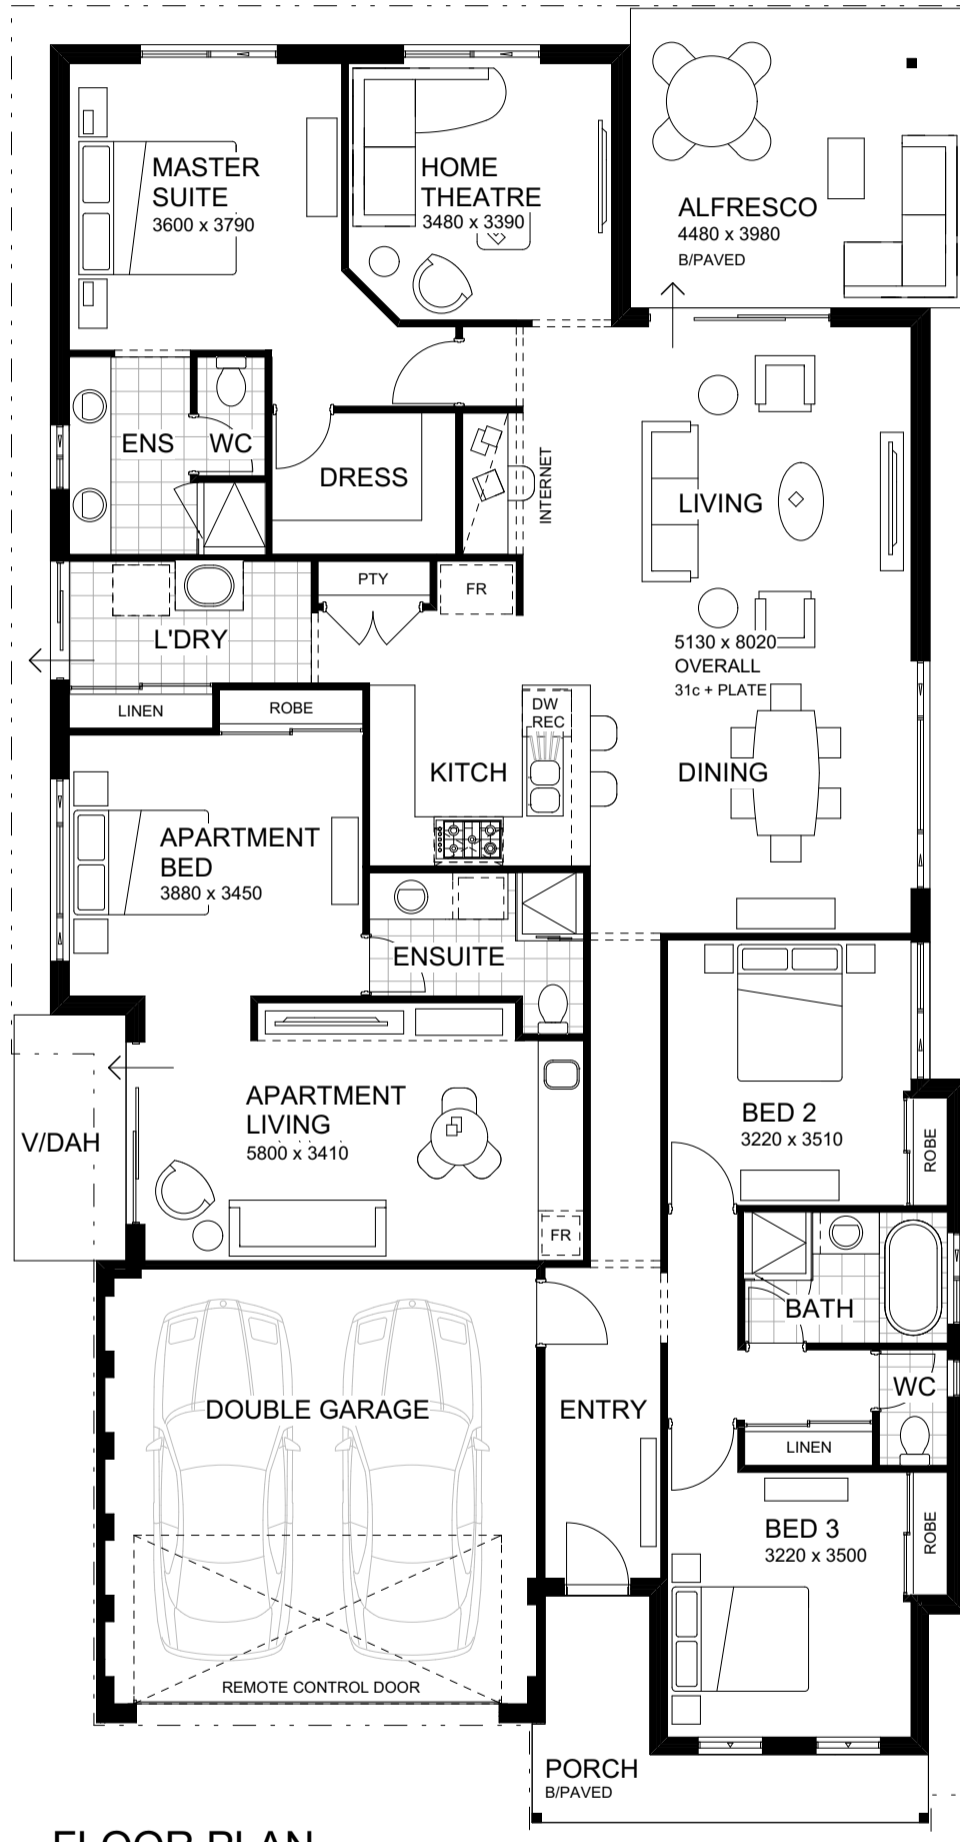 MASTER
SUITE
3600 x 3790
HOME
THEATRE
3480 x 3390
ALFRESCO
4480 x 3980
B/PAVED
ENS
WC
DRESS
INTERNET
LIVING
PTY
FR
L'DRY
5130 x 8020
OVERALL
31c + PLATE
LINEN
ROBE
DW
REC
KITCH
DINING
APARTMENT
BED
3880 x 3450
ENSUITE
APARTMENT
LIVING
5800 x 3410
V/DAH
BED 2
3220 x 3510
ROBE
FR
BATH
DOUBLE GARAGE
ENTRY
WC
LINEN
BED 3
3220 x 3500
ROBE
REMOTE CONTROL DOOR
PORCH
B/PAVED
FLOOR PLAN